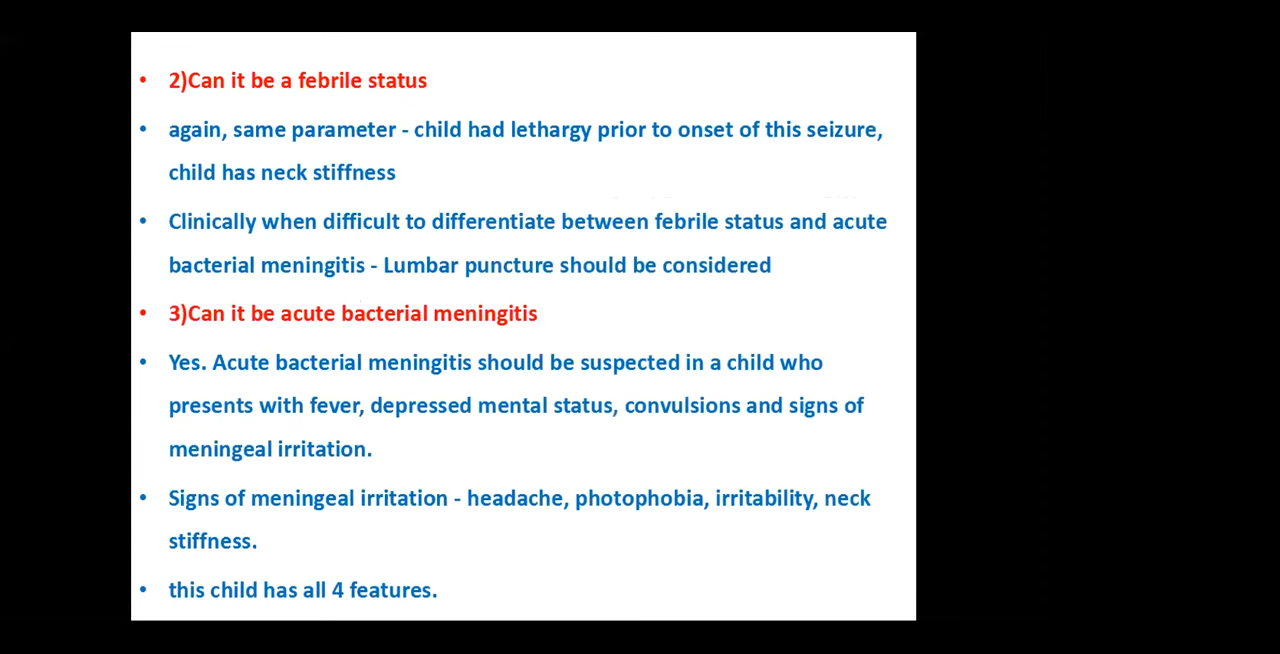 • 2)Can it be a febrile status
• again, same parameter - child had lethargy prior to onset of this seizure,
child has neck stiffness
• Clinically when difficult to differentiate between febrile status and acute
bacterial meningitis - Lumbar puncture should be considered
• 3)Can it be acute bacterial meningitis
• Yes. Acute bacterial meningitis should be suspected in a child who
presents with fever, depressed mental status, convulsions and signs of
meningeal irritation.
• Signs of meningeal irritation - headache, photophobia, irritability, neck
stiffness.
• this child has all 4 features.